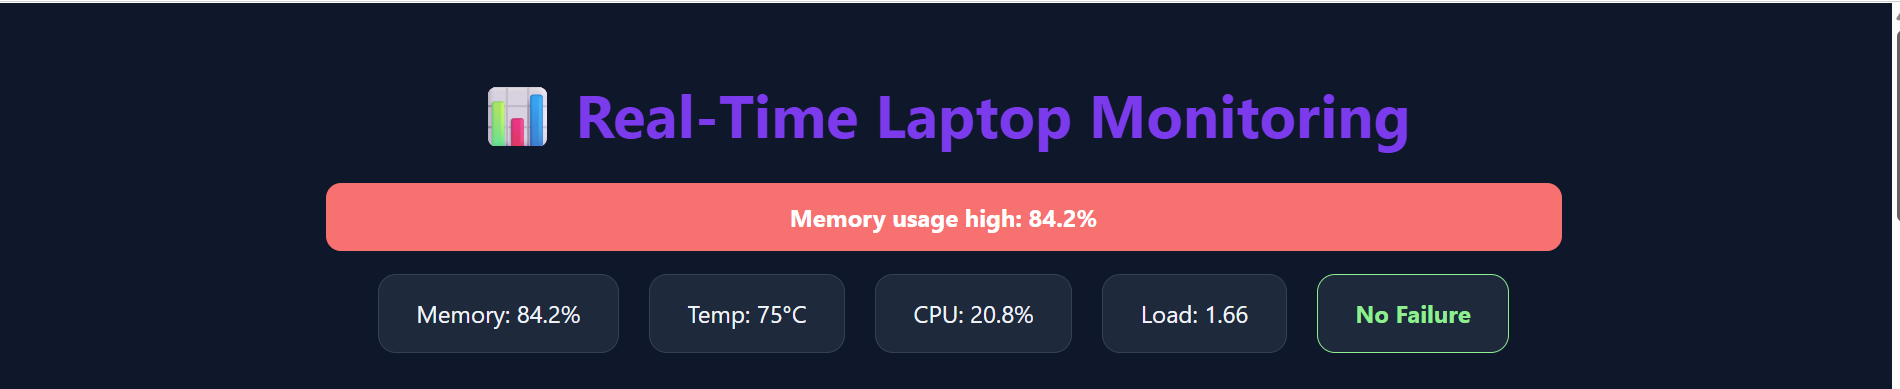 Real-Time Laptop Monitoring
Memory usage high: 84.2%
Memory: 84.2%
Temp: 75°C
CPU: 20.8%
Load: 1.66
No Failure